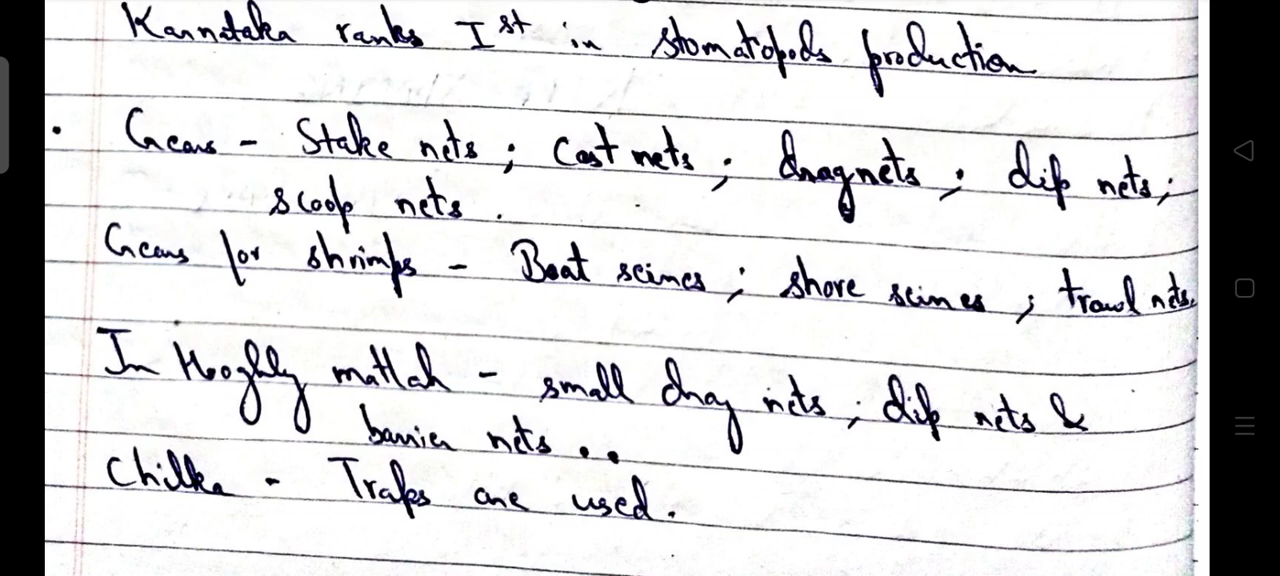 Karnataka ranks Ist in stomatopods production
• Gears - Stake nets ; Cast nets ; dragnets ; dip nets ;
scoop nets .
Gears for shrimps - Boat seines ; shore seines ; trawl nets.
In Hooghly matlah - small drag nets ; dip nets &
barrier nets ..
Chilka - Traps are used.